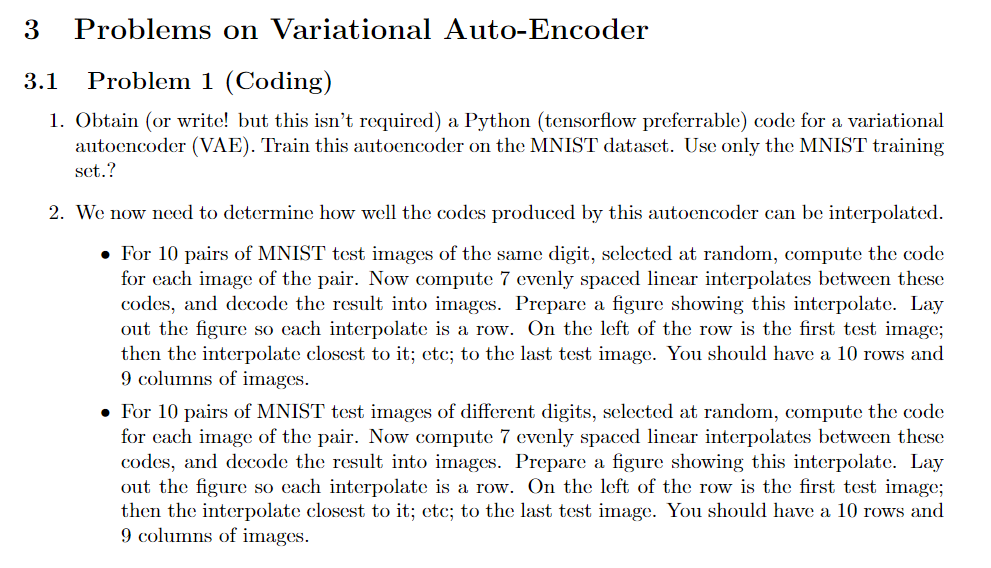 3 Problems on Variational Auto-Encoder
3.1 Problem 1 (Coding)
1. Obtain (or write! but this isn't required) a Python (tensorflow preferrable) code for a variational
autoencoder (VAE). Train this autoencoder on the MNIST dataset. Use only the MNIST training
set.?
2. We now need to determine how well the codes produced by this autoencoder can be interpolated.
• For 10 pairs of MNIST test images of the same digit, selected at random, compute the code
for each image of the pair. Now compute 7 evenly spaced linear interpolates between these
codes, and decode the result into images. Prepare a figure showing this interpolate. Lay
out the figure so each interpolate is a row. On the left of the row is the first test image;
then the interpolate closest to it; etc; to the last test image. You should have a 10 rows and
9 columns of images.
• For 10 pairs of MNIST test images of different digits, selected at random, compute the code
for each image of the pair. Now compute 7 evenly spaced linear interpolates between these
codes, and decode the result into images. Prepare a figure showing this interpolate. Lay
out the figure so each interpolate is a row. On the left of the row is the first test image;
then the interpolate closest to it; etc; to the last test image. You should have a 10 rows and
9 columns of images.